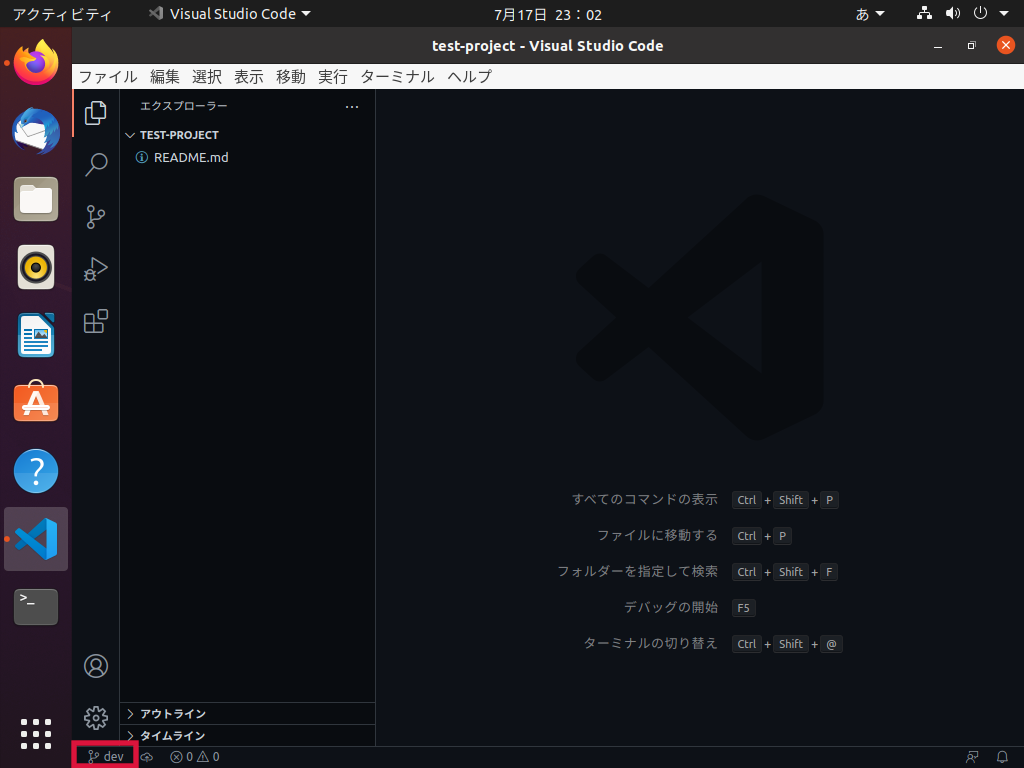 アクティビティ Visual Studio Code 7月17日 23：02 あ
test-project - Visual Studio Code
ファイル 編集 選択 表示 移動 実行 ターミナル ヘルプ
エクスプローラー ...
TEST-PROJECT
README.md
すべてのコマンドの表示 Ctrl + Shift + P
ファイルに移動する Ctrl + P
フォルダーを指定して検索 Ctrl + Shift + F
デバッグの開始 F5
ターミナルの切り替え Ctrl + Shift + @
アウトライン
タイムライン
dev 0 0